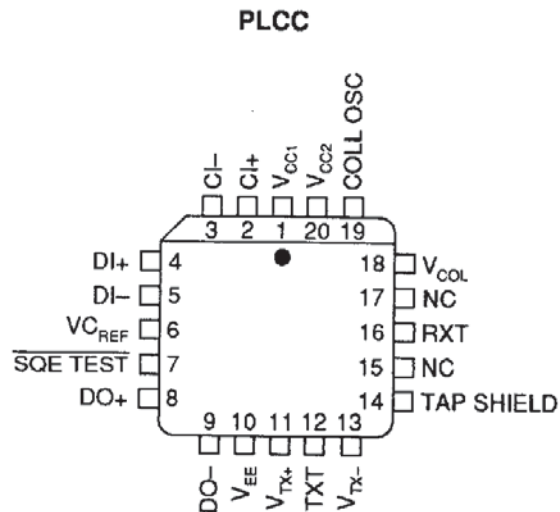 PLCC
CI–
CI+
VCC1
VCC2
COLL OSC
3 2 1 20 19
DI+ 4
DI– 5
VCREF 6
SQE TEST 7
DO+ 8
18 VCOL
17 NC
16 RXT
15 NC
14 TAP SHIELD
9 10 11 12 13
DO–
VEE
VTX+
TXT
VTX–